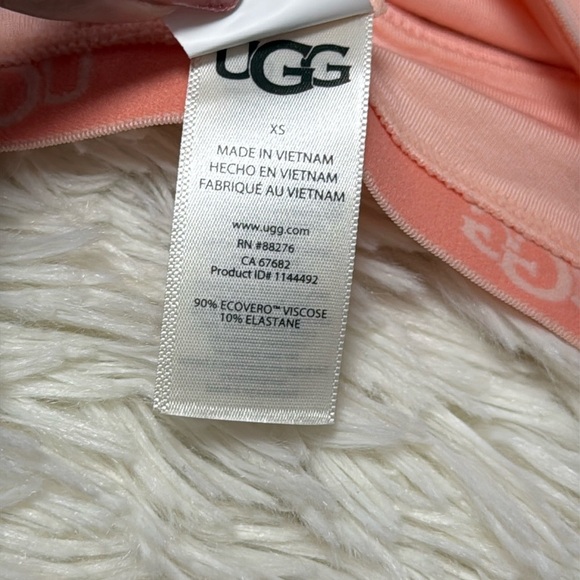 UGG
XS
MADE IN VIETNAM
HECHO EN VIETNAM
FABRIQUÉ AU VIETNAM
www.ugg.com
RN #88276
CA 67682
Product ID# 1144492
90% ECOVERO™ VISCOSE
10% ELASTANE